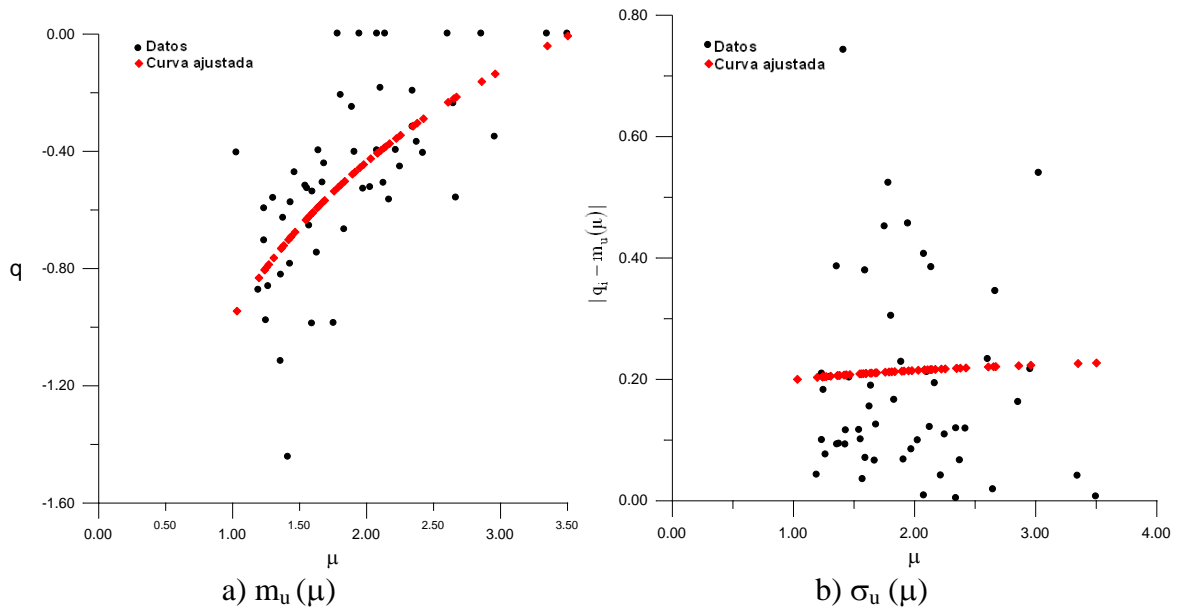 0.00
-0.40
-0.80
-1.20
-1.60
q
Datos
Curva ajustada
0.00
0.50
1.00
1.50
2.00
2.50
3.00
3.50
μ
a) mᵤ (μ)
0.80
0.60
0.40
0.20
0.00
| qᵢ − mᵤ(μ) |
Datos
Curva ajustada
0.00
1.00
2.00
3.00
4.00
μ
b) σᵤ (μ)